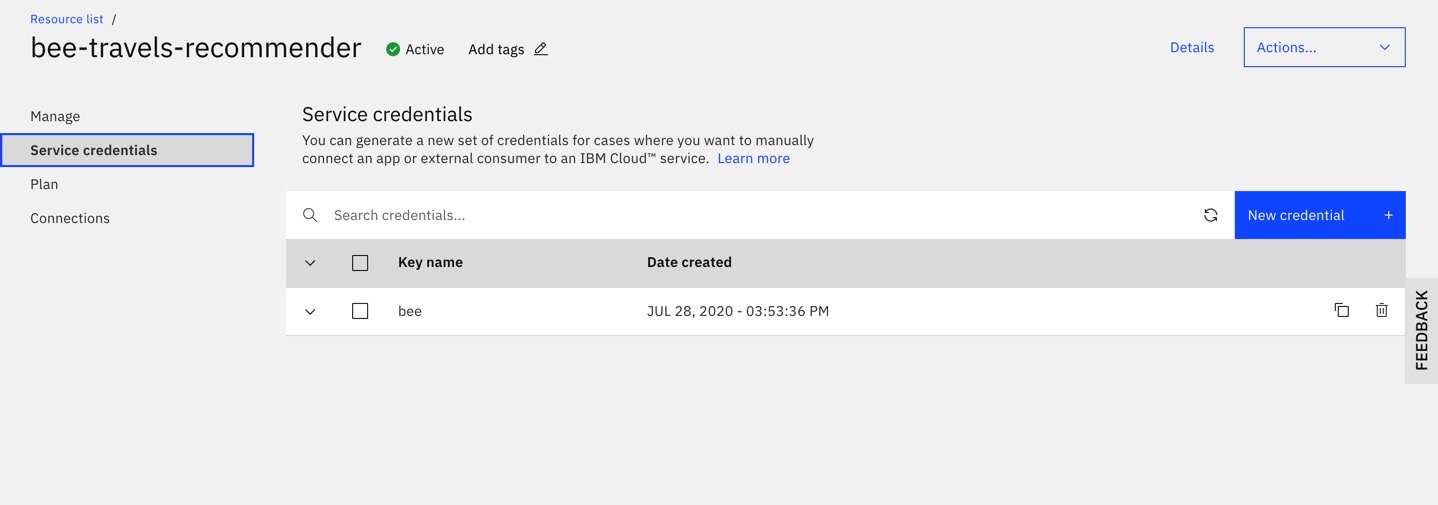 Resource list /
bee-travels-recommender Active Add tags Details Actions...
Manage
Service credentials
Plan
Connections
Service credentials
You can generate a new set of credentials for cases where you want to manually
connect an app or external consumer to an IBM Cloud™ service. Learn more
Search credentials... New credential +
Key name Date created
bee JUL 28, 2020 - 03:53:36 PM
FEEDBACK